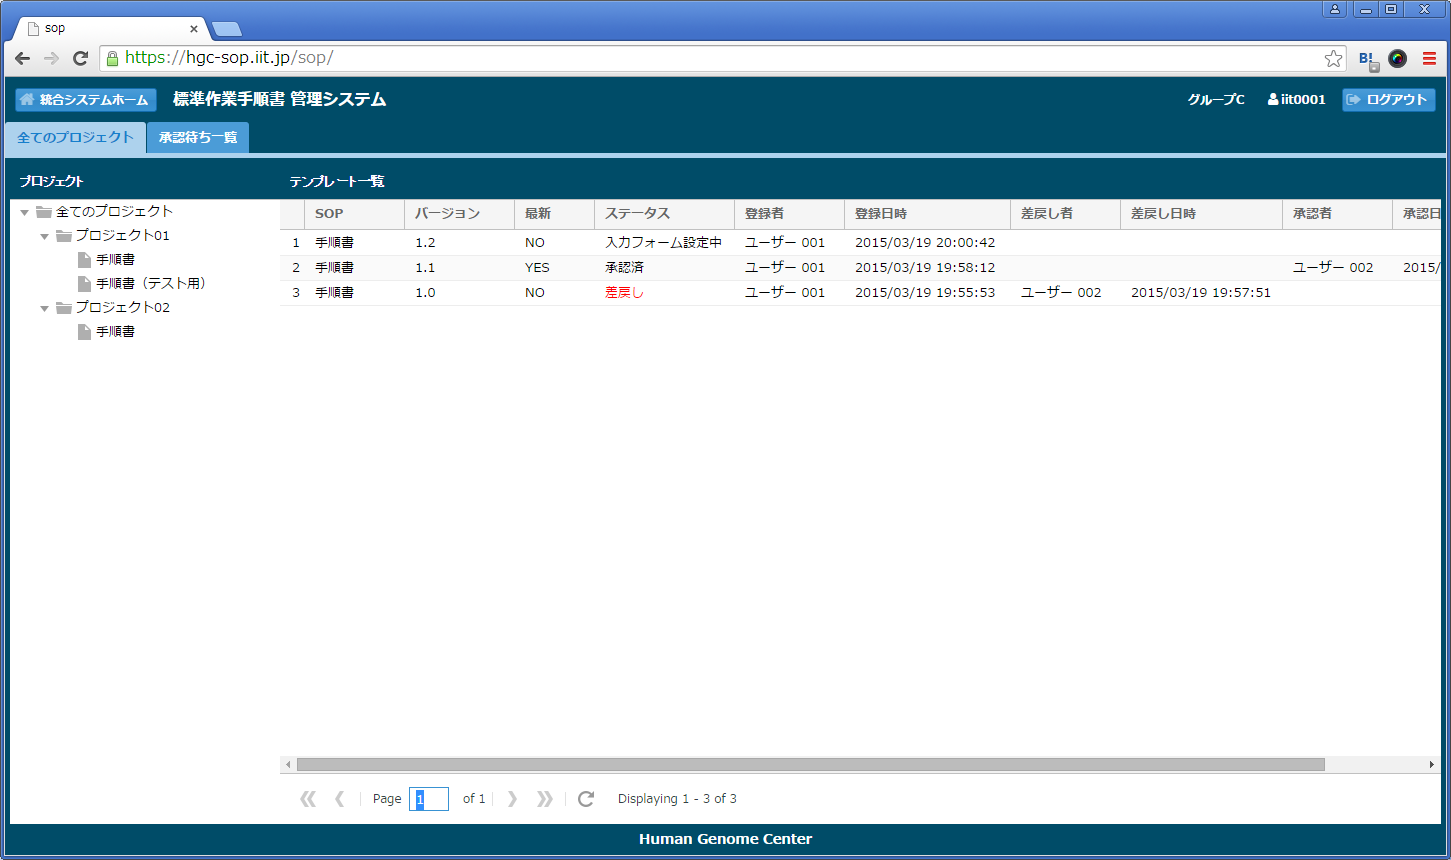 sop
https://hgc-sop.iit.jp/sop/
B!
統合システムホーム 標準作業手順書 管理システム グループC iit0001 ログアウト
全てのプロジェクト 承認待ち一覧
プロジェクト テンプレート一覧
全てのプロジェクト
プロジェクト01
手順書
手順書（テスト用）
プロジェクト02
手順書
SOP バージョン 最新 ステータス 登録者 登録日時 差戻し者 差戻し日時 承認者 承認日
1 手順書 1.2 NO 入力フォーム設定中 ユーザー 001 2015/03/19 20:00:42
2 手順書 1.1 YES 承認済 ユーザー 001 2015/03/19 19:58:12 ユーザー 002 2015/
3 手順書 1.0 NO 差戻し ユーザー 001 2015/03/19 19:55:53 ユーザー 002 2015/03/19 19:57:51
Page 1 of 1 Displaying 1 - 3 of 3
Human Genome Center